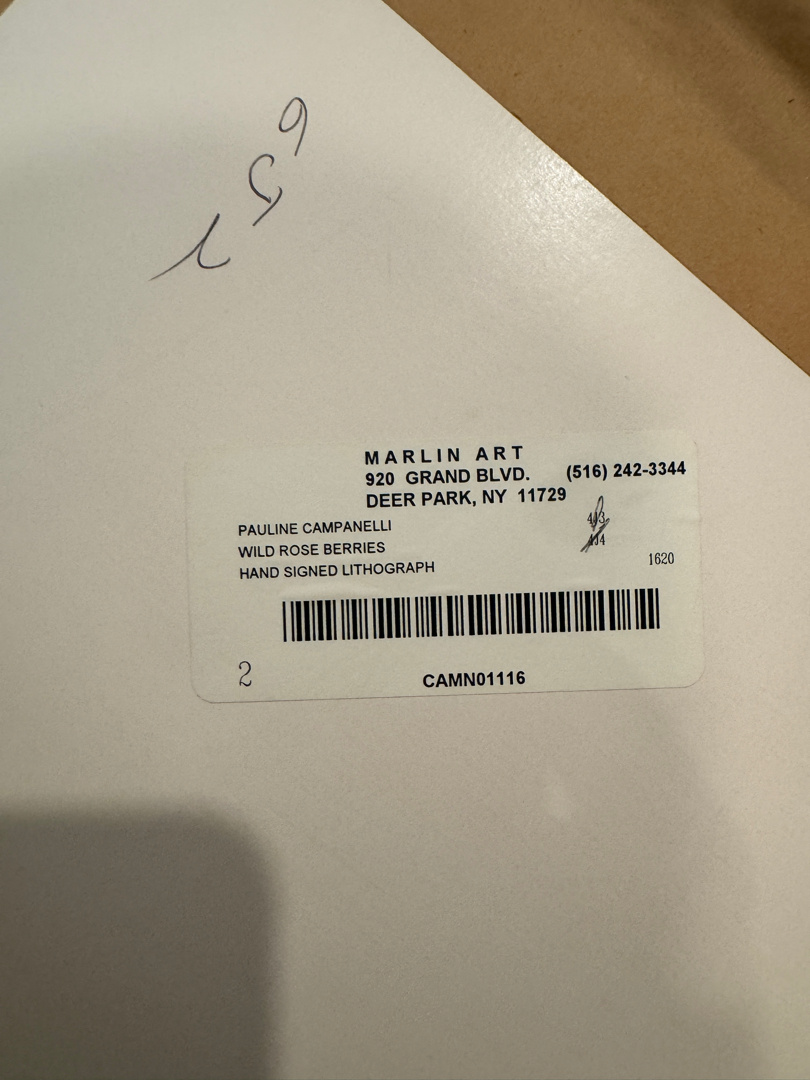 MARLIN ART
920 GRAND BLVD. (516) 242-3344
DEER PARK, NY 11729
PAULINE CAMPANELLI
WILD ROSE BERRIES
HAND SIGNED LITHOGRAPH
1620
2
CAMN01116